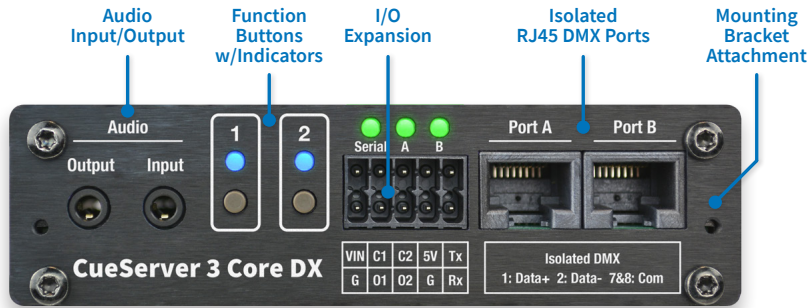 Audio
Input/Output
Function
Buttons
w/Indicators
I/O
Expansion
Isolated
RJ45 DMX Ports
Mounting
Bracket
Attachment
Audio
Output Input
1 2
Serial A B
Port A Port B
CueServer 3 Core DX
VIN C1 C2 5V Tx
G 01 02 G Rx
Isolated DMX
1: Data+ 2: Data- 7&8: Com